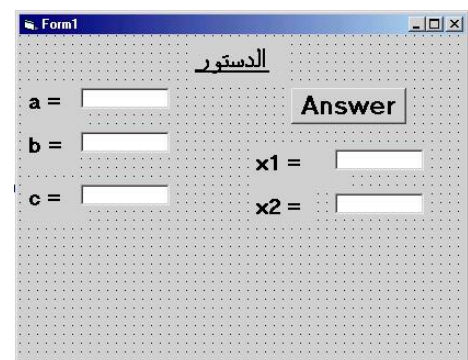 Form1
الدستور
a =
Answer
b =
x1 =
c =
x2 =